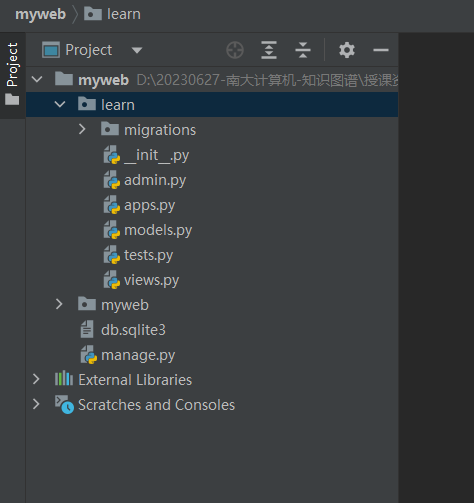 myweb learn
Project
Project
myweb D:\20230627-南大计算机-知识图谱\授课资
learn
migrations
__init__.py
admin.py
apps.py
models.py
tests.py
views.py
myweb
db.sqlite3
manage.py
External Libraries
Scratches and Consoles